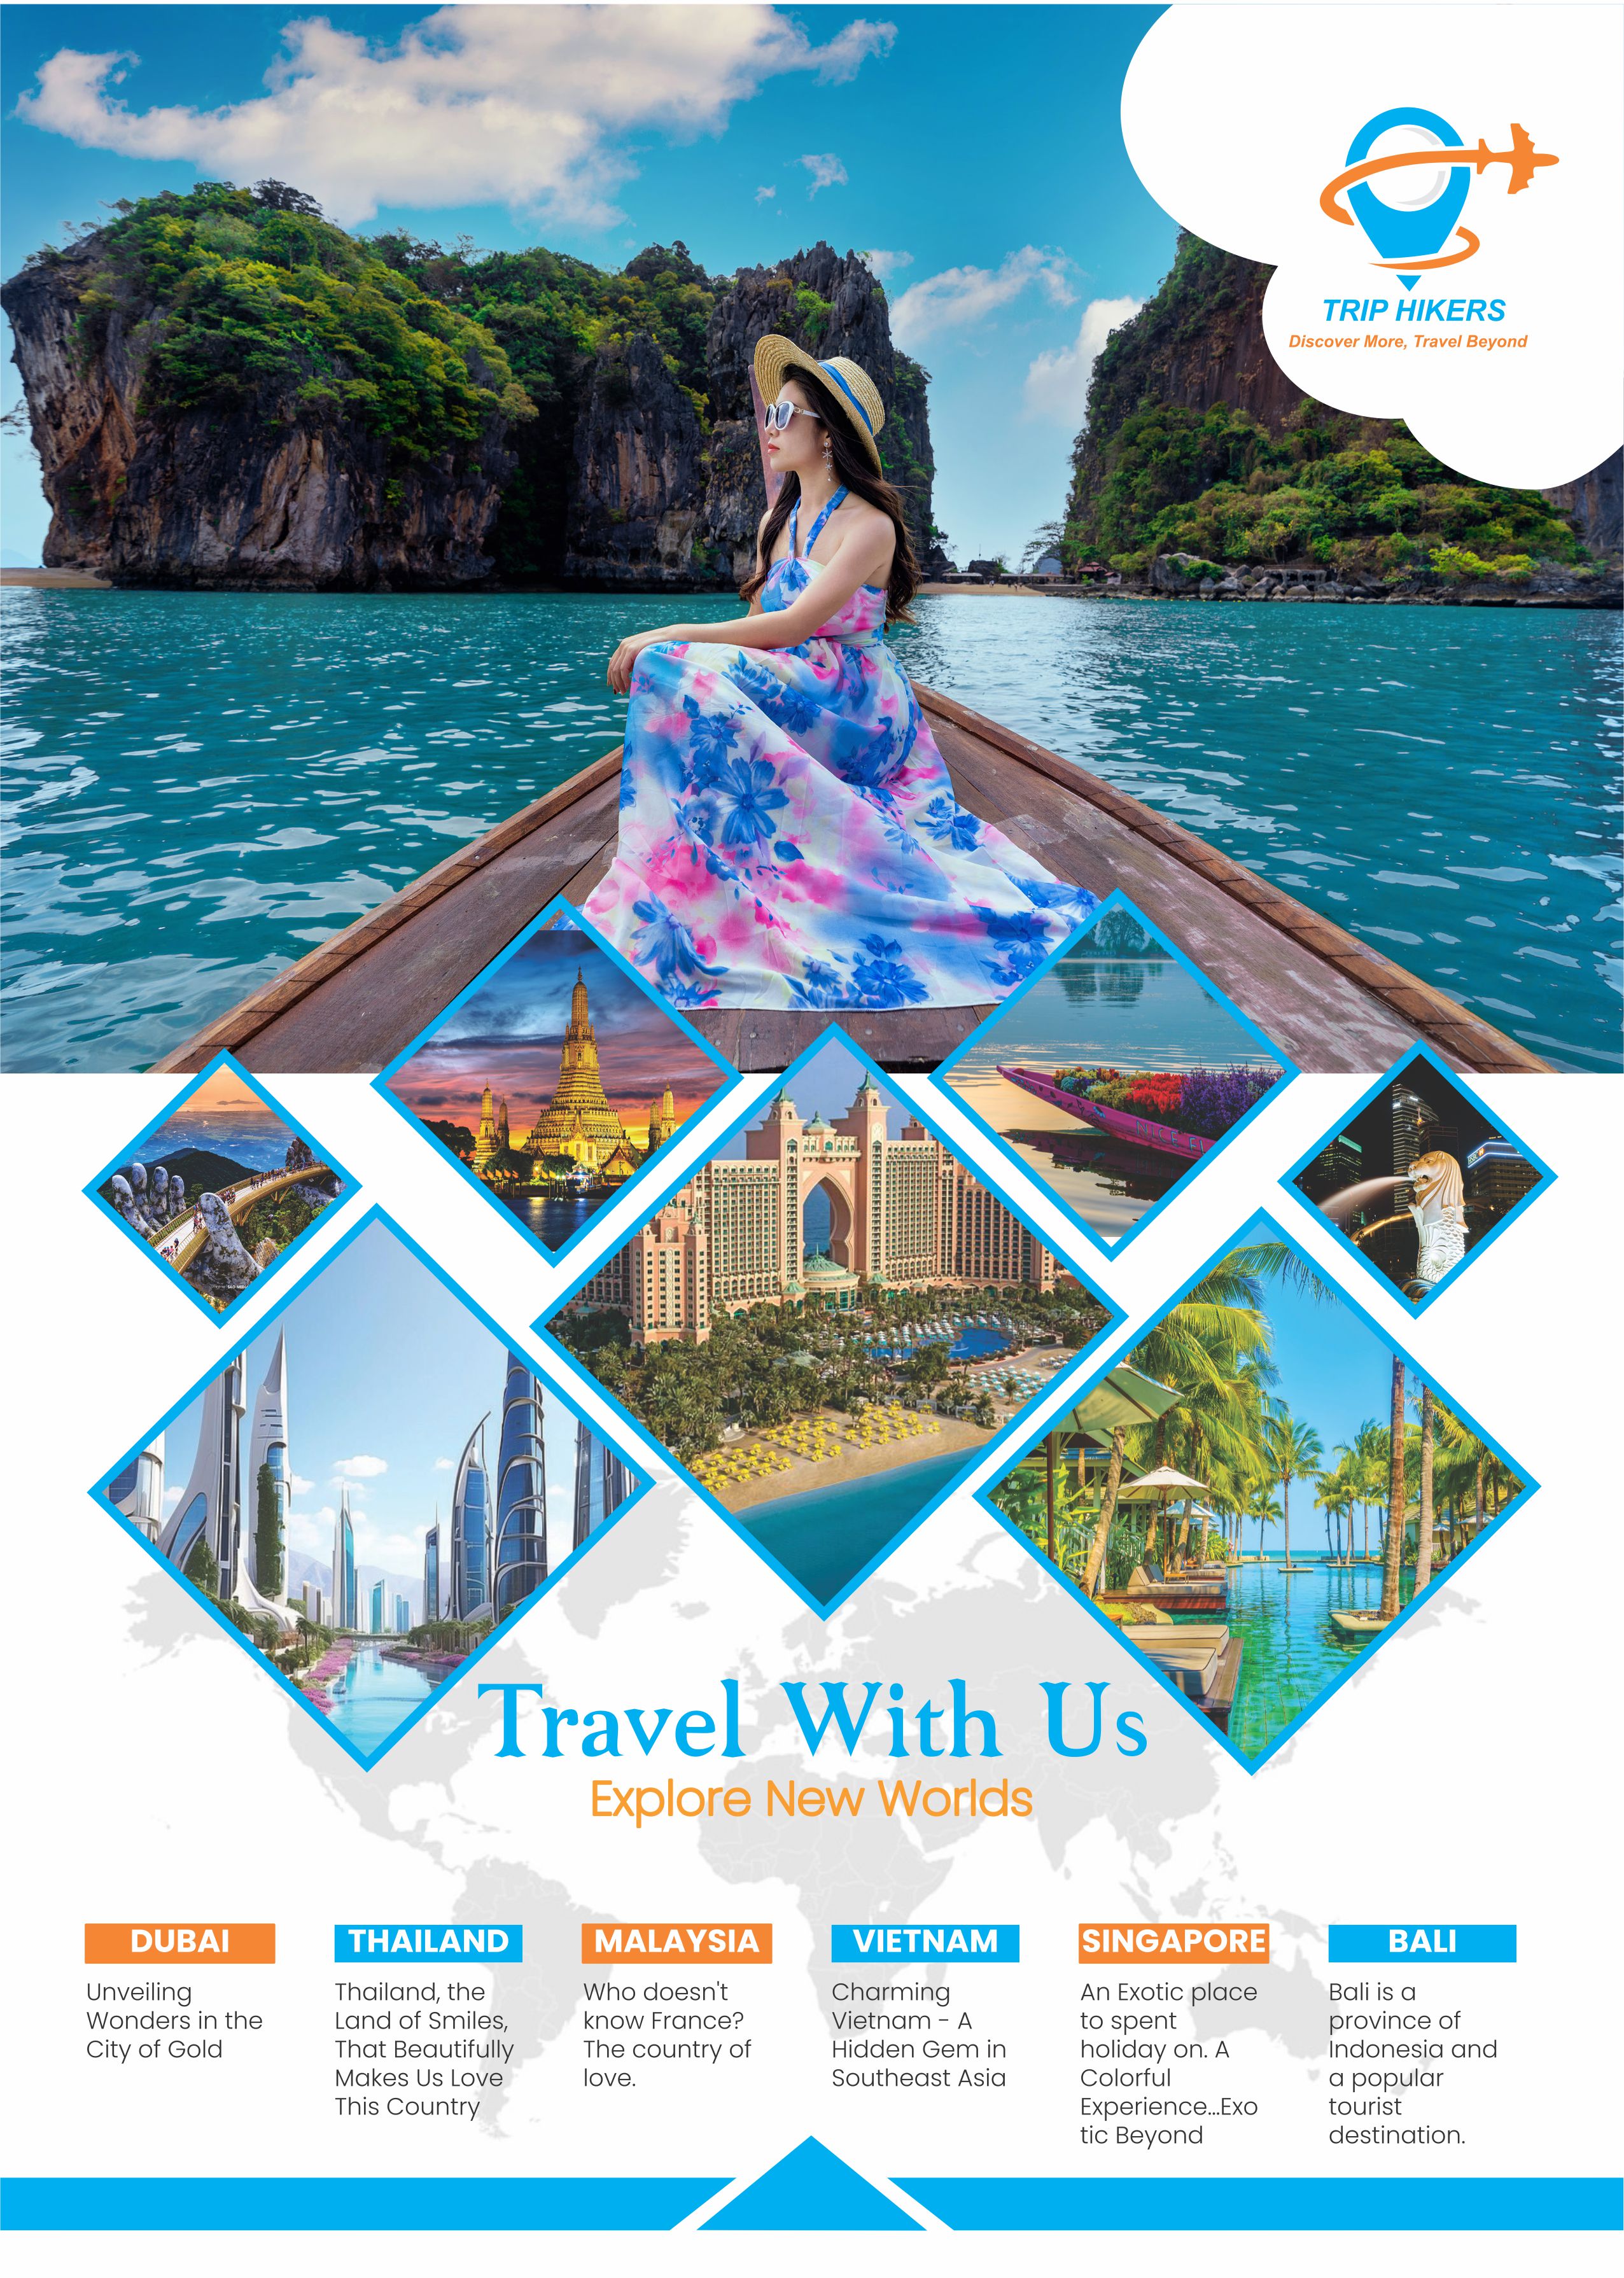 TRIP HIKERS
Discover More, Travel Beyond
Travel With Us
Explore New Worlds
DUBAI
Unveiling
Wonders in the
City of Gold
THAILAND
Thailand, the
Land of Smiles,
That Beautifully
Makes Us Love
This Country
MALAYSIA
Who doesn't
know France?
The country of
love.
VIETNAM
Charming
Vietnam - A
Hidden Gem in
Southeast Asia
SINGAPORE
An Exotic place
to spent
holiday on. A
Colorful
Experience...Exo
tic Beyond
BALI
Bali is a
province of
Indonesia and
a popular
tourist
destination.